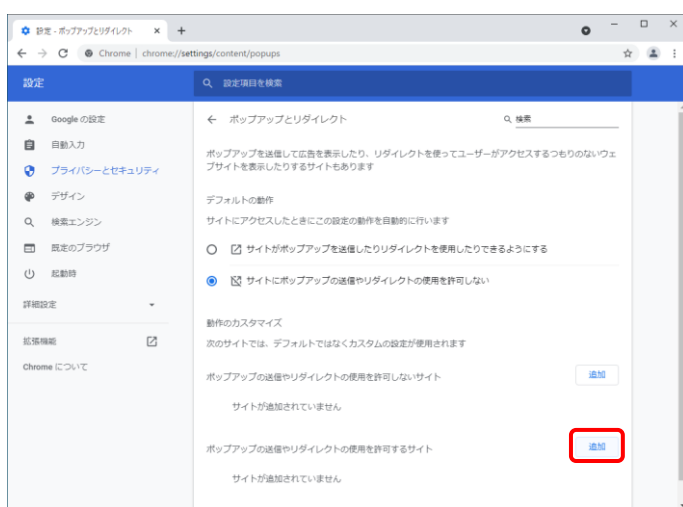 設定 - ポップアップとリダイレクト
Chrome | chrome://settings/content/popups
設定
設定項目を検索
Google の設定
自動入力
プライバシーとセキュリティ
デザイン
検索エンジン
既定のブラウザ
起動時
詳細設定
拡張機能
Chrome について
ポップアップとリダイレクト
検索
ポップアップを送信して広告を表示したり、リダイレクトを使ってユーザーがアクセスするつもりのないウェ
ブサイトを表示したりするサイトもあります
デフォルトの動作
サイトにアクセスしたときにこの設定の動作を自動的に行います
サイトがポップアップを送信したりリダイレクトを使用したりできるようにする
サイトにポップアップの送信やリダイレクトの使用を許可しない
動作のカスタマイズ
次のサイトでは、デフォルトではなくカスタムの設定が使用されます
ポップアップの送信やリダイレクトの使用を許可しないサイト
追加
サイトが追加されていません
ポップアップの送信やリダイレクトの使用を許可するサイト
追加
サイトが追加されていません